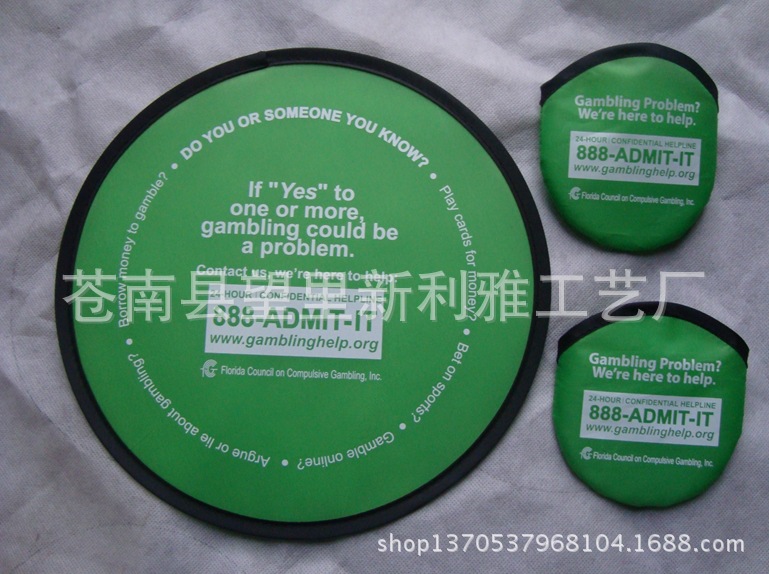 DO YOU OR SOMEONE YOU KNOW? • Play cards for money? • Bet on sports? • Gamble online? • Argue or lie about gambling? • Borrow money to gamble? •
If "Yes" to
one or more,
gambling could be
a problem.
Contact us, we're here to help.
24-HOUR | CONFIDENTIAL HELPLINE
888-ADMIT-IT
www.gamblinghelp.org
Florida Council on Compulsive Gambling, Inc.
Gambling Problem?
We're here to help.
24-HOUR | CONFIDENTIAL HELPLINE
888-ADMIT-IT
www.gamblinghelp.org
Florida Council on Compulsive Gambling, Inc.
Gambling Problem?
We're here to help.
24-HOUR | CONFIDENTIAL HELPLINE
888-ADMIT-IT
www.gamblinghelp.org
Florida Council on Compulsive Gambling, Inc.
苍南县望里新利雅工艺厂
shop1370537968104.1688.com